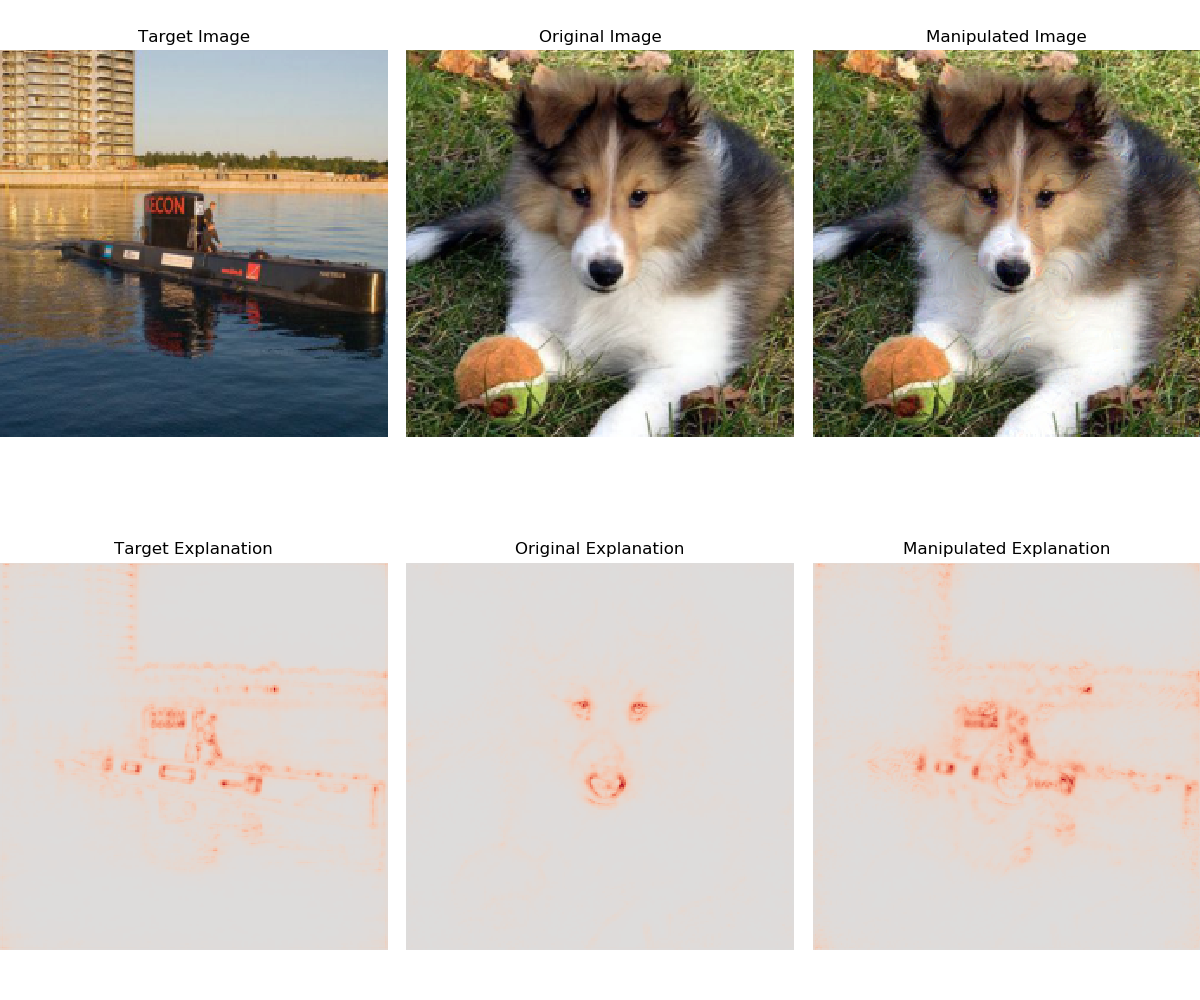 Target Image
Original Image
Manipulated Image
ECON
Target Explanation
Original Explanation
Manipulated Explanation